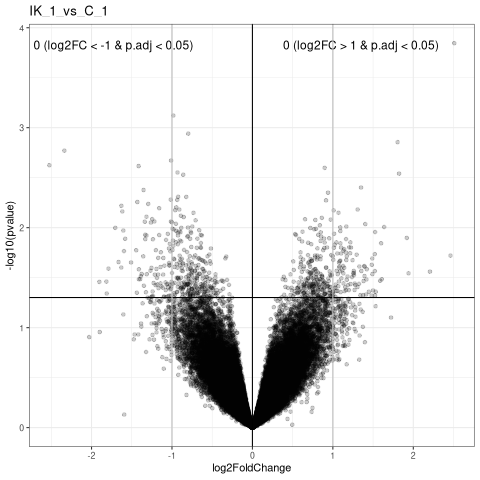 IK_1_vs_C_1
0 (log2FC < -1 & p.adj < 0.05)
0 (log2FC > 1 & p.adj < 0.05)
4
3
2
1
0
-log10(pvalue)
-2
-1
0
1
2
log2FoldChange